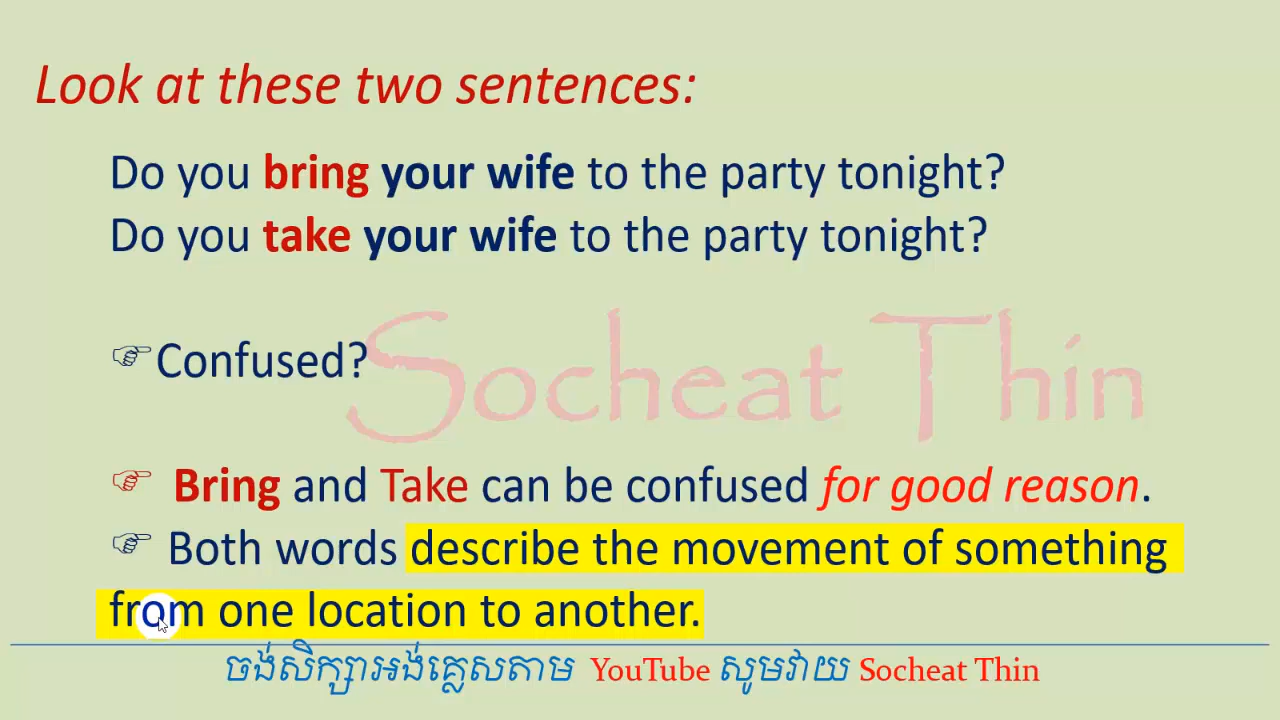 Look at these two sentences:
Do you bring your wife to the party tonight?
Do you take your wife to the party tonight?
Confused?
Socheat Thin
Bring and Take can be confused for good reason.
Both words describe the movement of something
from one location to another.
ចង់សិក្សាអង់គ្លេសតាម YouTube សូមវាយ Socheat Thin